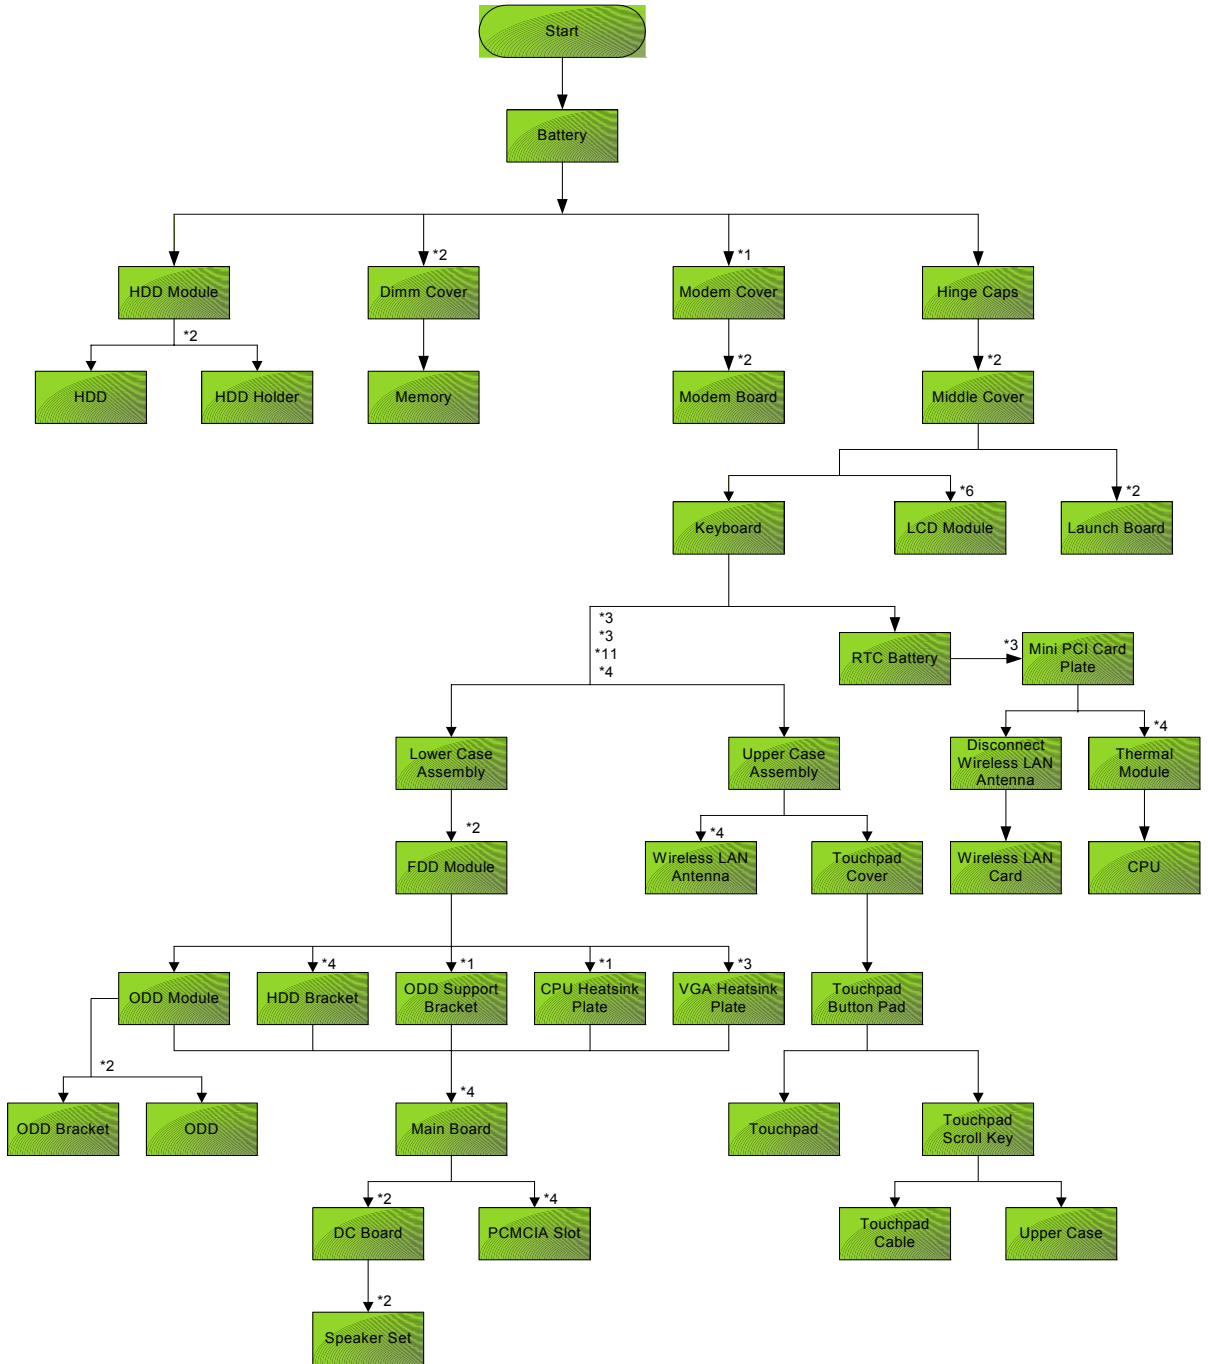 Start
Battery
*2
*1
HDD Module
Dimm Cover
Modem Cover
Hinge Caps
*2
*2
*2
HDD
HDD Holder
Memory
Modem Board
Middle Cover
*6
*2
Keyboard
LCD Module
Launch Board
*3
*3
*11
*4
RTC Battery
*3
Mini PCI Card
Plate
*4
Lower Case
Assembly
Upper Case
Assembly
Disconnect
Wireless LAN
Antenna
Thermal
Module
*2
*4
FDD Module
Wireless LAN
Antenna
Touchpad
Cover
Wireless LAN
Card
CPU
*4
*1
*1
*3
ODD Module
HDD Bracket
ODD Support
Bracket
CPU Heatsink
Plate
VGA Heatsink
Plate
Touchpad
Button Pad
*2
*4
ODD Bracket
ODD
Main Board
Touchpad
Touchpad
Scroll Key
*2
*4
DC Board
PCMCIA Slot
Touchpad
Cable
Upper Case
*2
Speaker Set